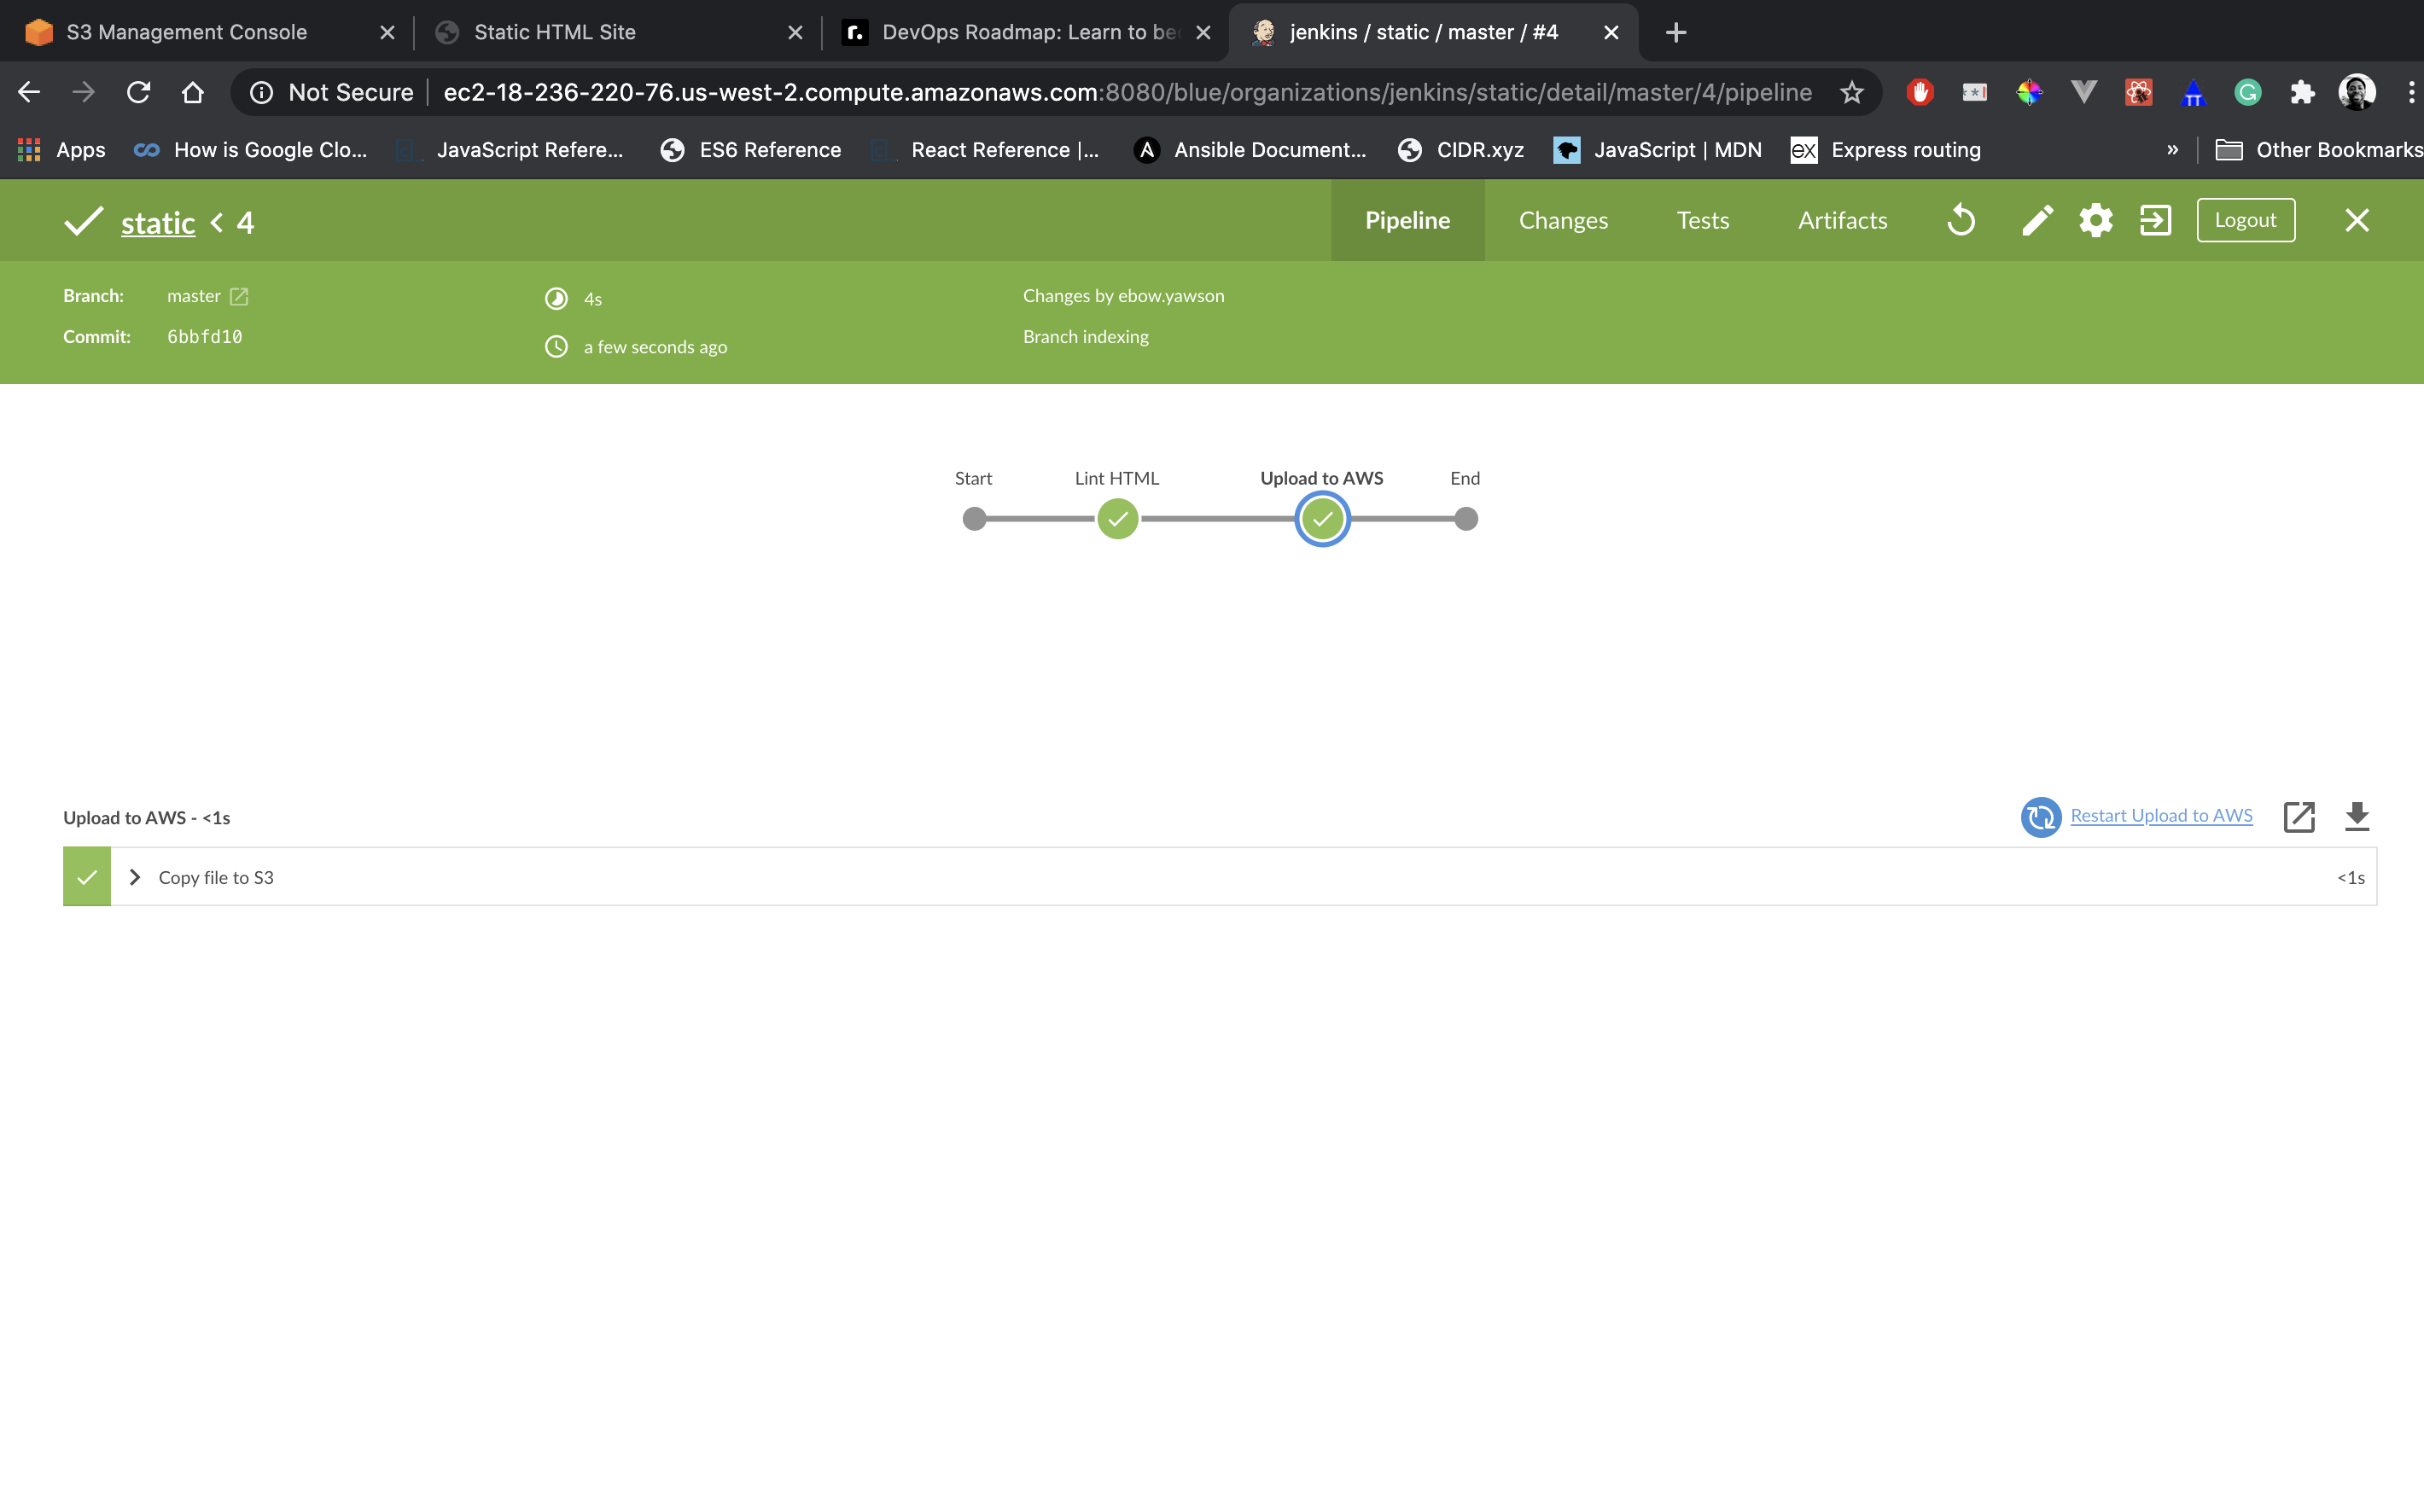 S3 Management Console
Static HTML Site
DevOps Roadmap: Learn to be
jenkins / static / master / #4
Not Secure
ec2-18-236-220-76.us-west-2.compute.amazonaws.com:8080/blue/organizations/jenkins/static/detail/master/4/pipeline
Apps
How is Google Clo...
JavaScript Refere...
ES6 Reference
React Reference |...
Ansible Document...
CIDR.xyz
JavaScript | MDN
ex Express routing
»
Other Bookmarks
static < 4
Pipeline
Changes
Tests
Artifacts
Logout
Branch: master
4s
Changes by ebow.yawson
Commit: 6bbfd10
a few seconds ago
Branch indexing
Start
Lint HTML
Upload to AWS
End
Upload to AWS - <1s
Restart Upload to AWS
Copy file to S3
<1s